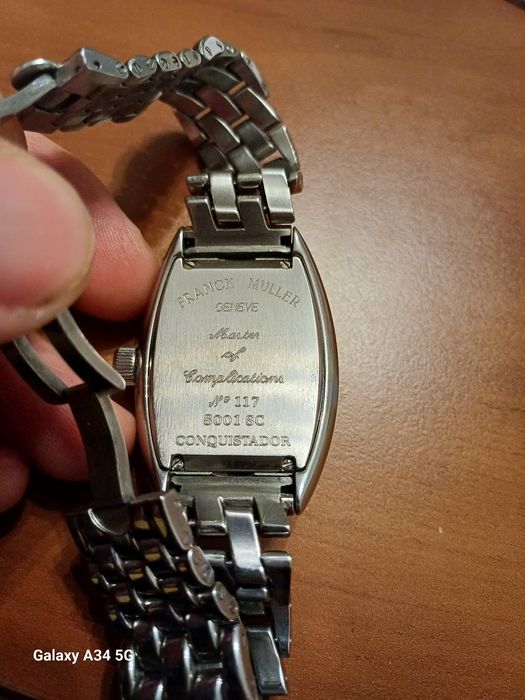 FRANCK MULLER
GENEVE
Master
of
Complications
Nº 117
8001 SC
CONQUISTADOR
Galaxy A34 5G